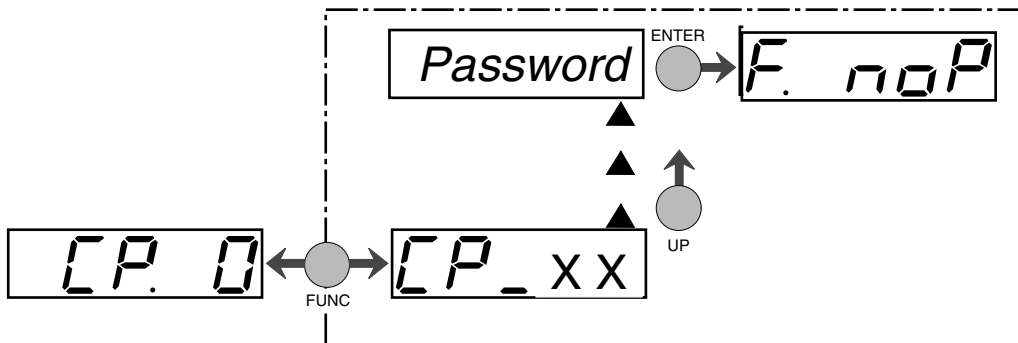 ENTER
Password
F. noP
UP
CP. 0
CP_ XX
FUNC